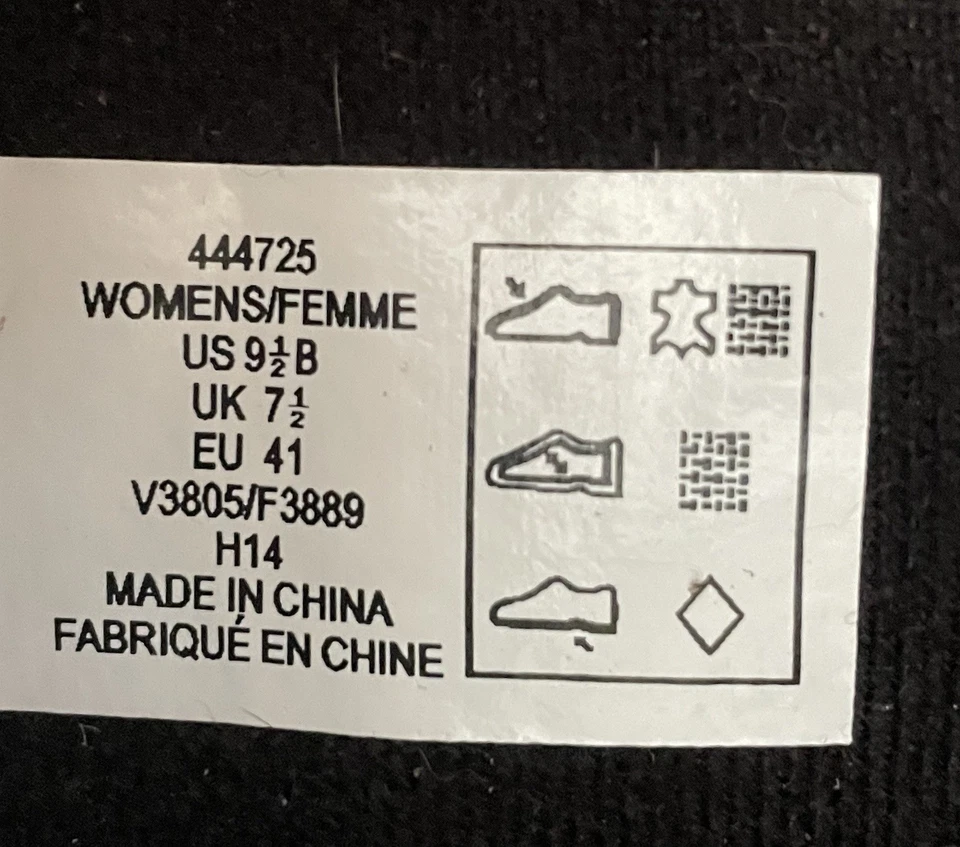 444725
WOMENS/FEMME
US 9½B
UK 7½
EU 41
V3805/F3889
H14
MADE IN CHINA
FABRIQUÉ EN CHINE